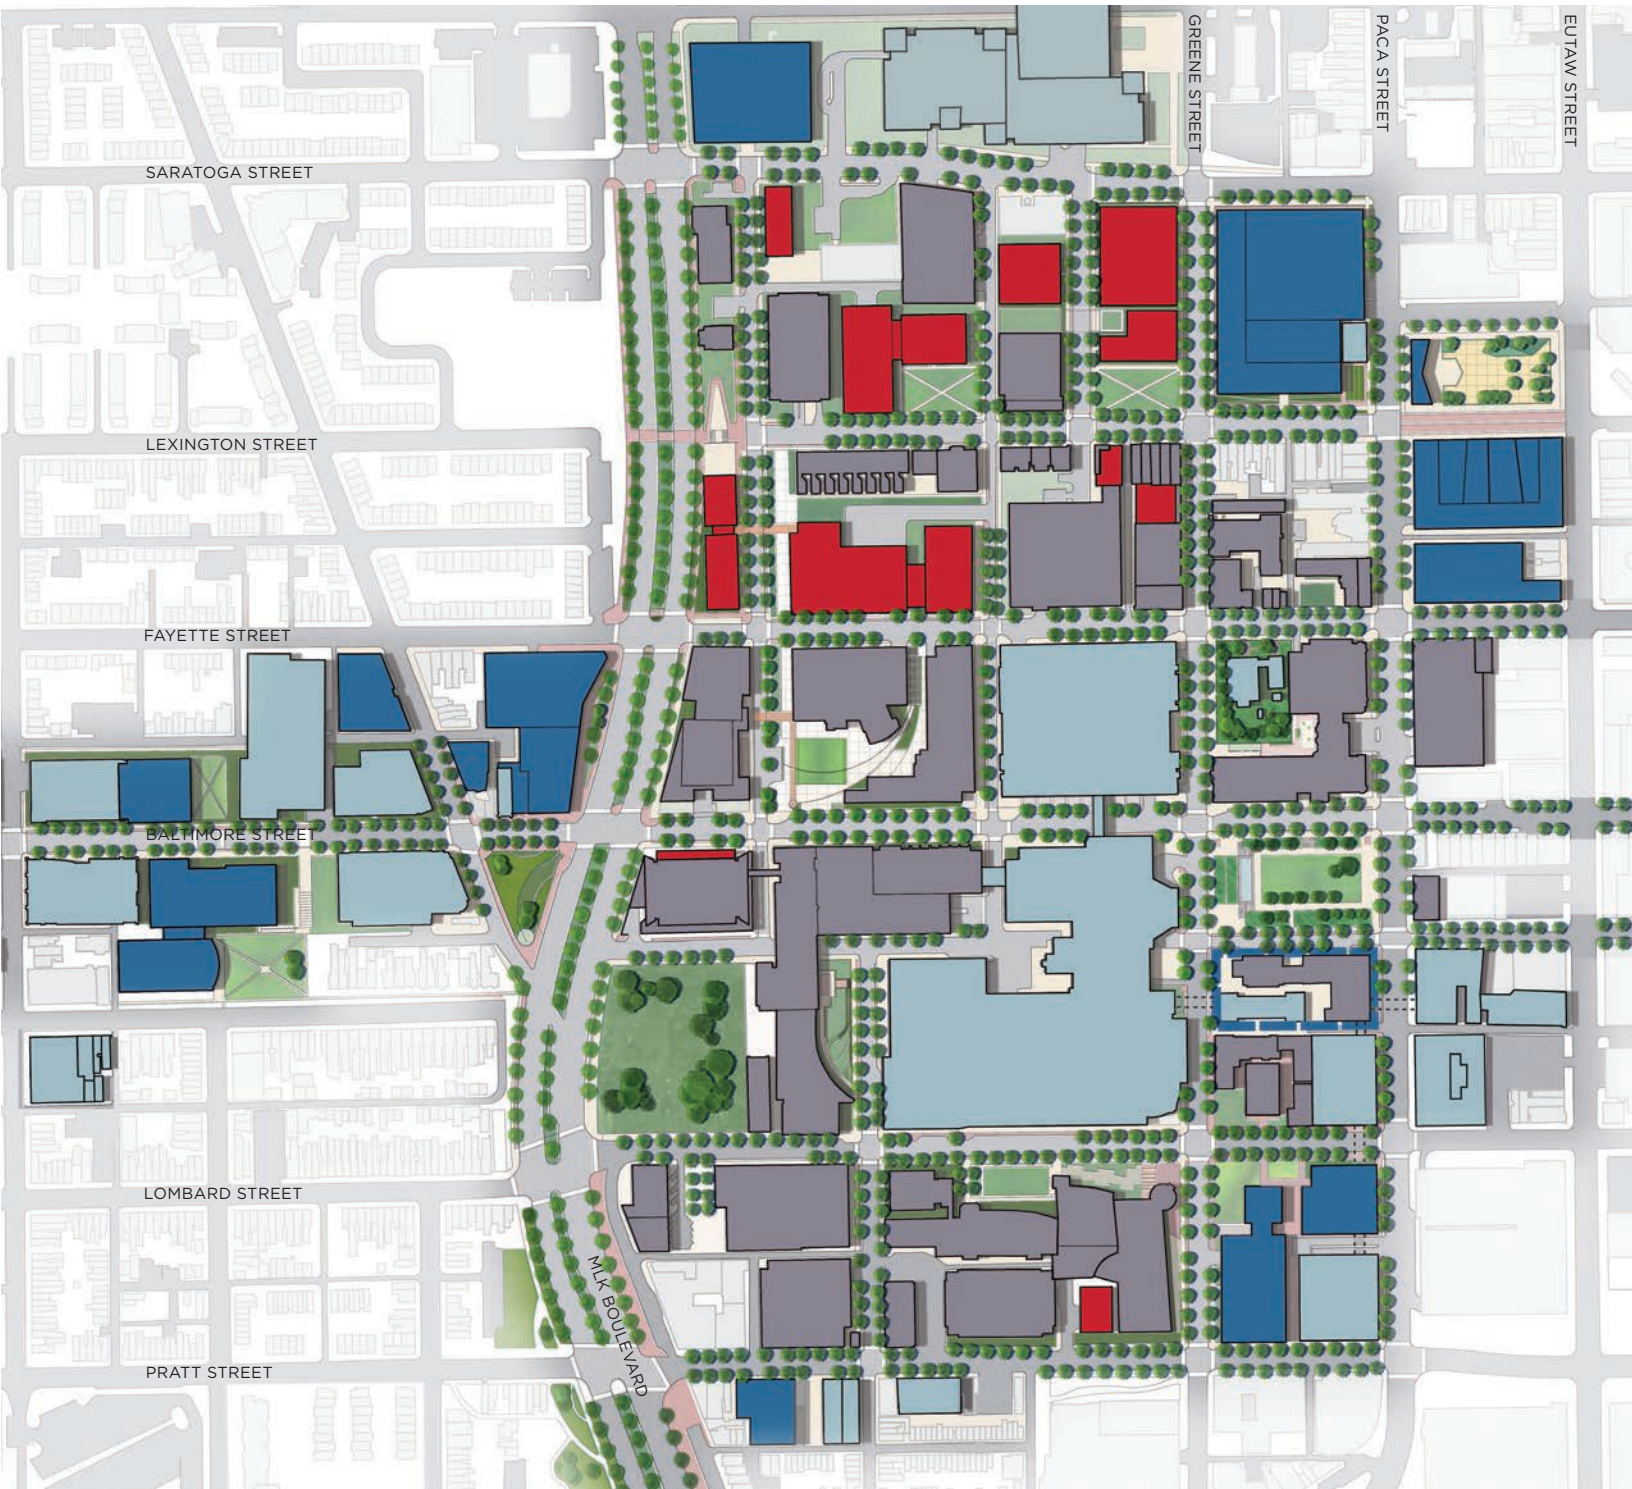 GREENE STREET
PACA STREET
EUTAW STREET
SARATOGA STREET
LEXINGTON STREET
FAYETTE STREET
BALTIMORE STREET
LOMBARD STREET
MLK BOULEVARD
PRATT STREET